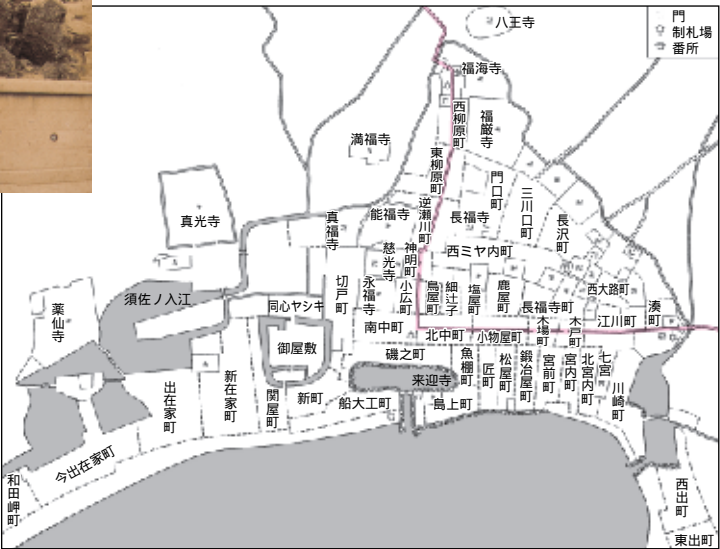 門
制札場
番所
八王寺
福海寺
西柳原町
福厳寺
満福寺
東柳原町
門口町
三川口町
長沢町
真光寺
真福寺
能福寺
逆瀬川町
長福寺
慈光寺
神明町
西ミヤ内町
薬仙寺
須佐ノ入江
同心ヤシキ
切戸町
永福寺
小広町
鳥屋町
細辻子
塩屋町
鹿屋町
西大路町
長福寺町
江川町
湊町
木場町
木戸町
南中町
北中町
小物屋町
御屋敷
磯之町
来迎寺
魚棚町
匠町
松屋町
鍛冶屋町
宮前町
宮内町
北宮内町
七宮
川崎町
出在家町
新在家町
関屋町
新町
船大工町
島上町
今出在家町
和田岬町
西出町
東出町